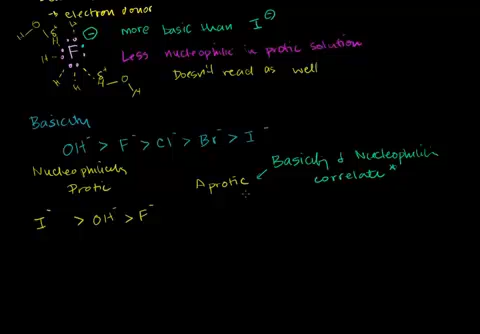 → electron donor
F ⊖ more basic than I ⊖
Less nucleophilic in protic solution
Doesn't read as well
H O H δ+ H H H H δ+ O H
Basicity
OH⁻ > F⁻ > Cl⁻ > Br⁻ > I⁻
Nucleophilicity
Protic
Aprotic
Basicity & Nucleophilicity
correlate *
I⁻ > OH⁻ > F⁻